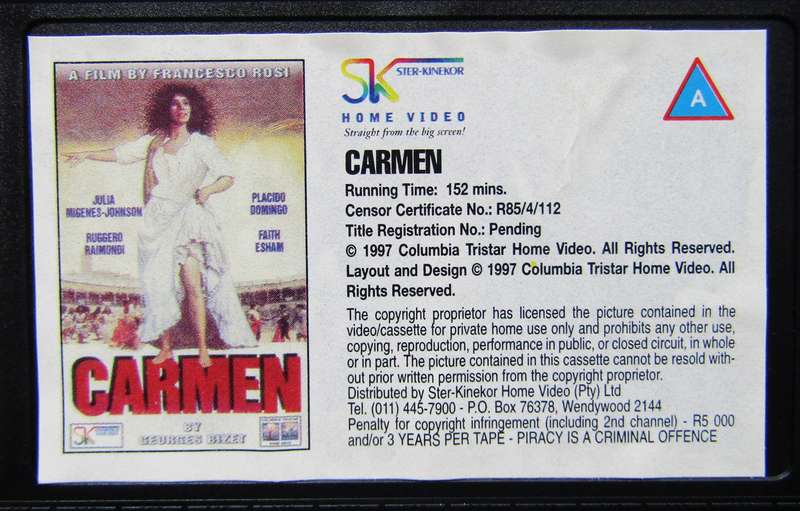 A FILM BY FRANCESCO ROSI
JULIA
MIGENES-JOHNSON
PLACIDO
DOMINGO
RUGGERO
RAIMONDI
FAITH
ESHAM
CARMEN
BY
GEORGES BIZET
SK
SK STER-KINEKOR
HOME VIDEO
Straight from the big screen!
A
CARMEN
Running Time: 152 mins.
Censor Certificate No.: R85/4/112
Title Registration No.: Pending
© 1997 Columbia Tristar Home Video. All Rights Reserved.
Layout and Design © 1997 Columbia Tristar Home Video. All
Rights Reserved.
The copyright proprietor has licensed the picture contained in the
video/cassette for private home use only and prohibits any other use,
copying, reproduction, performance in public, or closed circuit, in whole
or in part. The picture contained in this cassette cannot be resold with-
out prior written permission from the copyright proprietor.
Distributed by Ster-Kinekor Home Video (Pty) Ltd
Tel. (011) 445-7900 - P.O. Box 76378, Wendywood 2144
Penalty for copyright infringement (including 2nd channel) - R5 000
and/or 3 YEARS PER TAPE - PIRACY IS A CRIMINAL OFFENCE